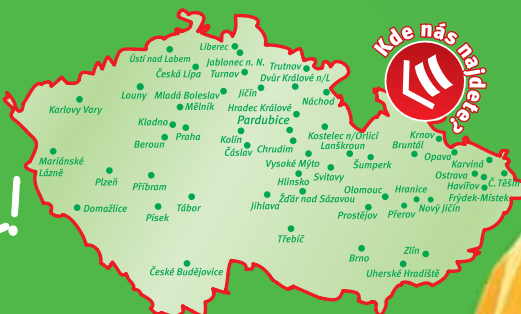 Kde nás najdete?
Liberec
Ústí nad Labem
Jablonec n. N.
Česká Lípa
Turnov
Trutnov
Dvůr Králové n/L
Louny
Mladá Boleslav
Jičín
Náchod
Karlovy Vary
Mělník
Hradec Králové
Pardubice
Kladno
Praha
Kolín
Kostelec n/Orlicí
Krnov
Beroun
Čáslav
Chrudim
Lanškroun
Bruntál
Opava
Mariánské
Lázně
Vysoké Mýto
Šumperk
Karviná
Plzeň
Příbram
Hlinsko
Svitavy
Ostrava
Havířov
Č. Těšín
Olomouc
Hranice
Frýdek-Místek
Domažlice
Písek
Tábor
Jihlava
Žďár nad Sázavou
Prostějov
Přerov
Nový Jičín
Třebíč
Brno
Zlín
České Budějovice
Uherské Hradiště